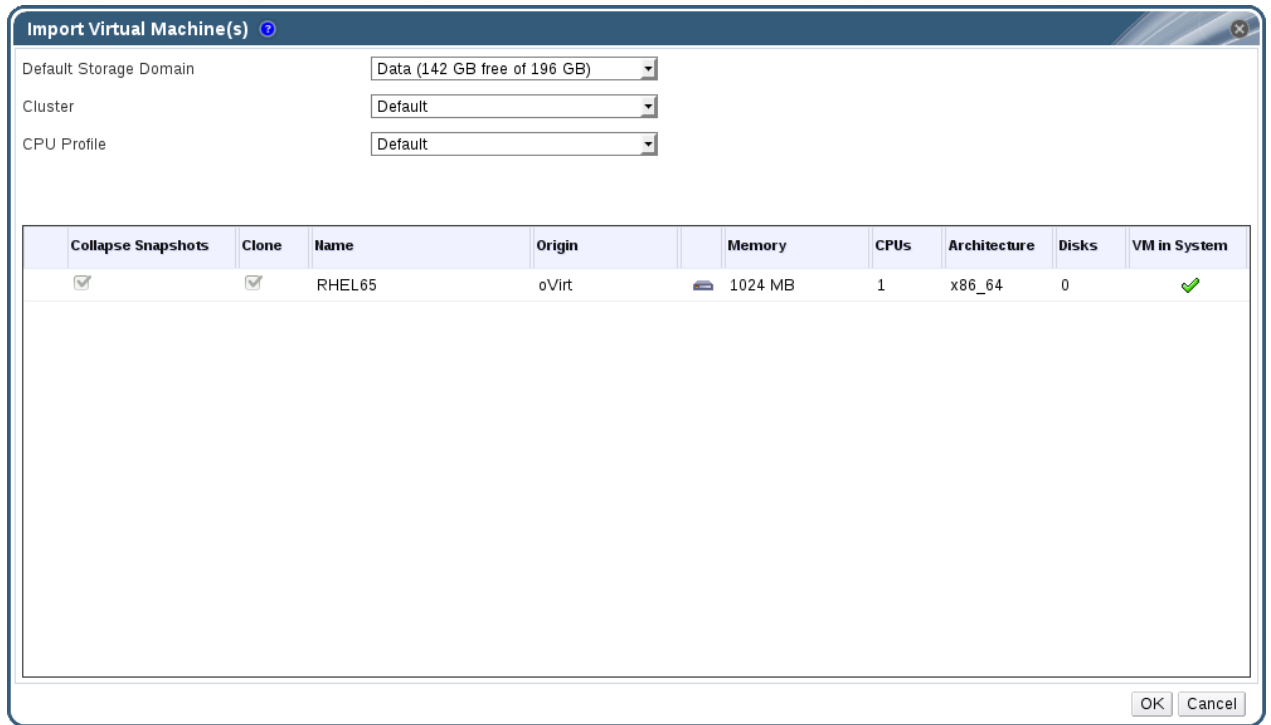 Import Virtual Machine(s) ?
Default Storage Domain Data (142 GB free of 196 GB)
Cluster Default
CPU Profile Default
Collapse Snapshots Clone Name Origin Memory CPUs Architecture Disks VM in System
RHEL65 oVirt 1024 MB 1 x86_64 0
OK Cancel